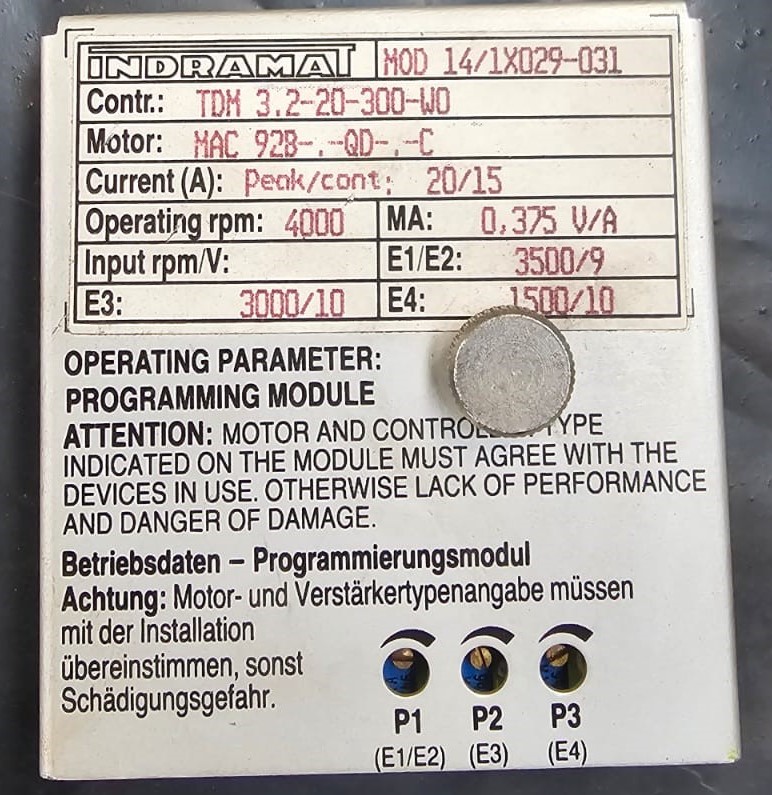 INDRAMAT MOD 14/1X029-031
Contr.: TDM 3.2-20-300-W0
Motor: MAC 92B-.-QD-.-C
Current (A): Peak/cont: 20/15
Operating rpm: 4000 MA: 0,375 V/A
Input rpm/V: E1/E2: 3500/9
E3: 3000/10 E4: 1500/10
OPERATING PARAMETER:
PROGRAMMING MODULE
ATTENTION: MOTOR AND TYPE
INDICATED ON THE MODULE MUST AGREE WITH THE
DEVICES IN USE. OTHERWISE LACK OF PERFORMANCE
AND DANGER OF DAMAGE.
Betriebsdaten – Programmierungsmodul
Achtung: Motor- und Verstärkertypenangabe müssen
mit der Installation
übereinstimmen, sonst
Schädigungsgefahr.
P1 P2 P3
(E1/E2) (E3) (E4)